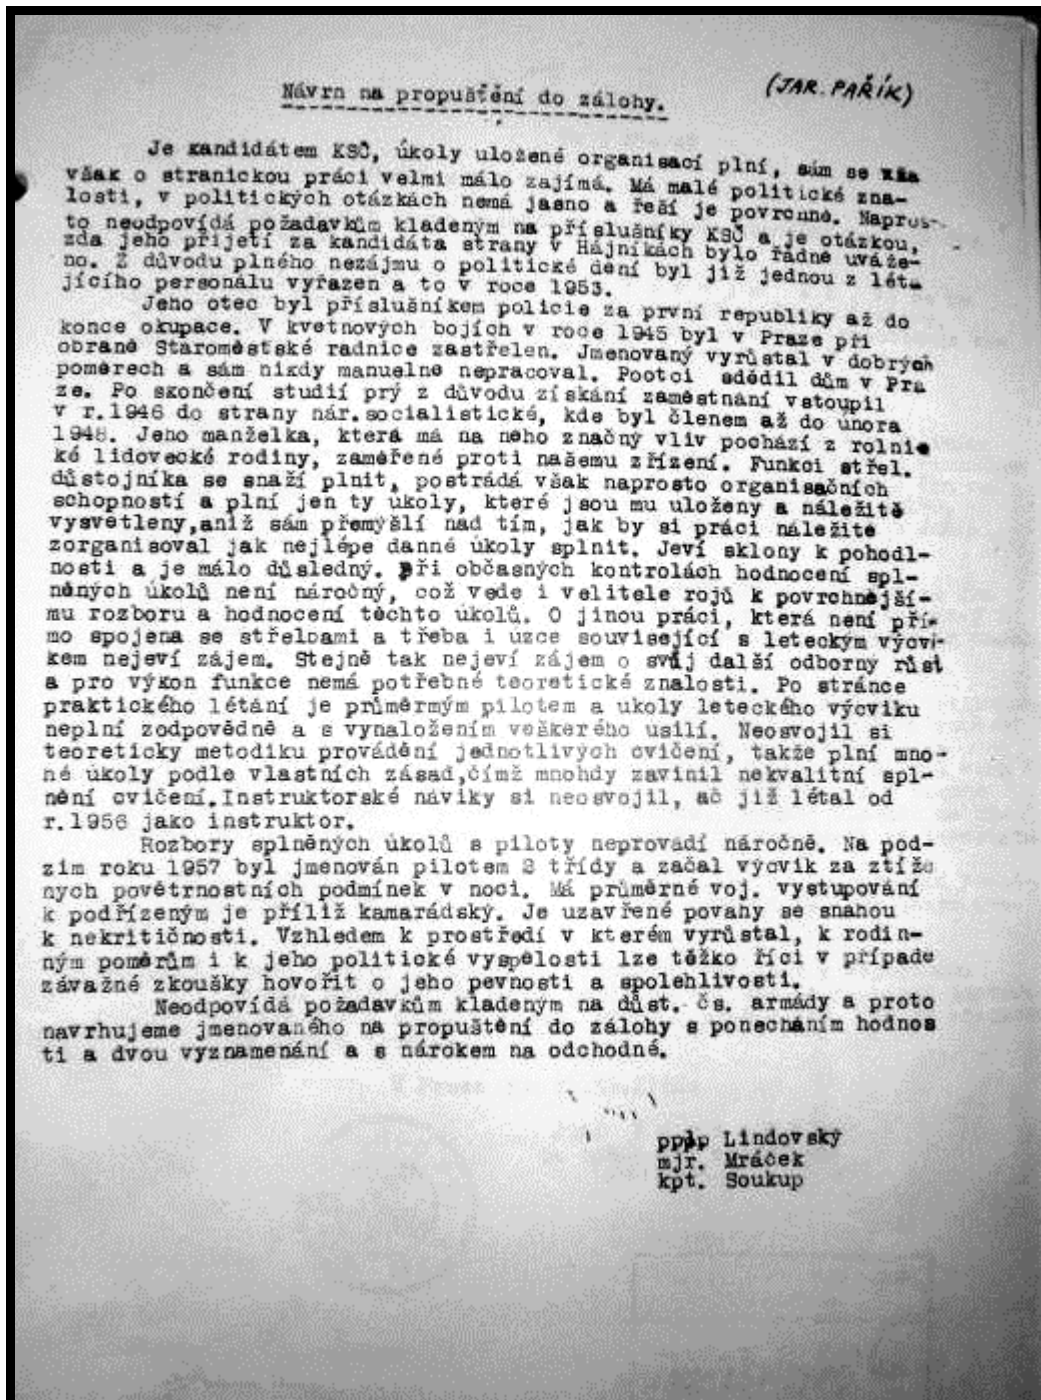 (JAR. PAŘÍK)
Návrh na propuštění do zálohy.
Je kandidátem KSČ, úkoly uložené organisací plní, sám se
však o stranickou práci velmi málo zajímá. Má malé politické zna-
losti, v politických otázkách nemá jasno a řeší je povrchně. Napros-
to neodpovídá požadavkům kladeným na příslušníky KSČ a je otázkou,
zda jeho přijetí za kandidáta strany v Hájníkách bylo řádně uváže-
no. Z důvodu plného nezájmu o politické dění byl již jednou z lét-
jícího personálu vyřazen a to v roce 1953.
Jeho otec byl příslušníkem policie za první republiky až do
konce okupace. V kvetnových bojích v roce 1945 byl v Praze při
obraně Staroměstské radnice zastřelen. Jmenovaný vyrůstal v dobrých
poměrech a sám nikdy manuelne nepracoval. Pootci sdědil dům v Pra
ze. Po skončení studií prý z důvodu získání zaměstnání vstoupil
v r.1946 do strany nár.socialistické, kde byl členem až do února
1948. Jeho manželka, která má na něho značný vliv pochází z rolnic
ké lidovecké rodiny, zaměřené proti našemu zřízení. Funkci střel.
důstojníka se snaží plnit, postrádá však naprosto organisačních
schopností a plní jen ty úkoly, které jsou mu uloženy a náležitě
vysvětleny,aniž sám přemýšlí nad tím, jak by si práci náležitě
zorganisoval jak nejlépe danné úkoly splnit. Jeví sklony k pohodl-
nosti a je málo důsledný. Při občasných kontrolách hodnocení spl-
něných úkolů není náročný, což vede i velitele rojů k povrchnější-
mu rozboru a hodnocení těchto úkolů. O jinou práci, která není pří-
mo spojena se střelbami a třeba i úzce související s leteckým výcvi-
kem nejeví zájem. Stejně tak nejeví zájem o svůj další odborný růst
a pro výkon funkce nemá potřebné teoretické znalosti. Po stránce
praktického létání je průměrmým pilotem a ukoly leteckého výcviku
neplní zodpovědně a s vynaložením veškerého usilí. Neosvojil si
teoreticky metodiku provádění jednotlivých cvičení, takže plní mno-
hé úkoly podle vlastních zásad,čímž mnohdy zavinil nekvalitní spl-
nění cvičení.Instruktorské náviky si neosvojil, ač již létal od
r.1956 jako instruktor.
Rozbory splněných úkolů s piloty neprovádí náročně. Na pod-
zim roku 1957 byl jmenován pilotem 2 třídy a začal výcvik za ztíže
ných povětrnostních podmínek v noci. Má průměrné voj. vystupování
k podřízeným je příliž kamarádský. Je uzavřené povahy se snahou
k nekritičnosti. Vzhledem k prostředí v kterém vyrůstal, k rodin-
ným poměrům i k jeho politické vyspělosti lze těžko říci v případe
závažné zkoušky hovořit o jeho pevnosti a spolehlivosti.
Neodpovídá požadavkům kladeným na důst. čs. armády a proto
navrhujeme jmenovaného na propuštění do zálohy s ponecháním hodnos
ti a dvou vyznamenání a s nárokem na odchodné.
Lindovský
mjr. Mráček
kpt. Soukup